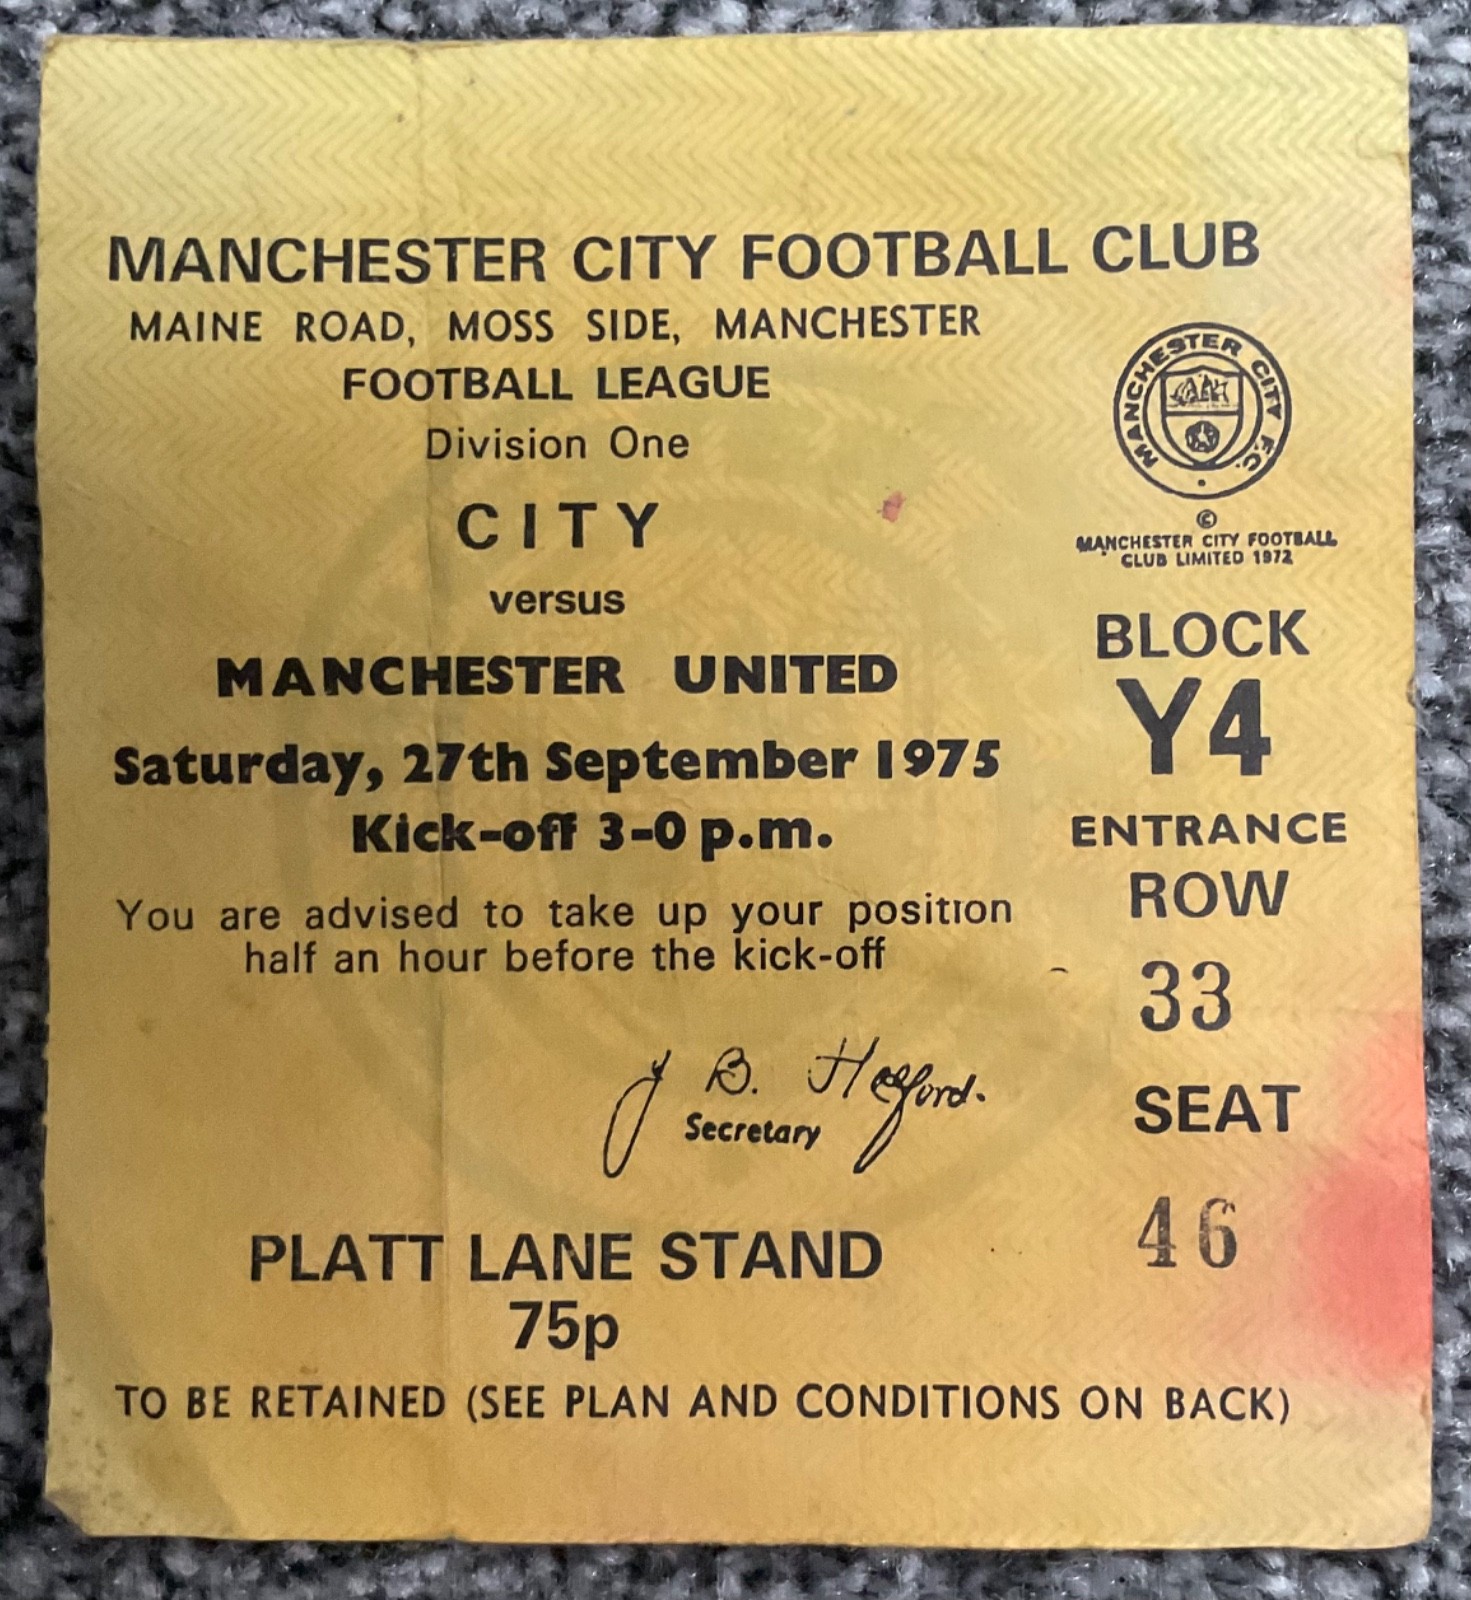 MANCHESTER CITY FOOTBALL CLUB
MAINE ROAD, MOSS SIDE, MANCHESTER
FOOTBALL LEAGUE
Division One
CITY
versus
MANCHESTER UNITED
Saturday, 27th September 1975
Kick-off 3-0 p.m.
You are advised to take up your position
half an hour before the kick-off
J B. Halford.
Secretary
PLATT LANE STAND
75p
TO BE RETAINED (SEE PLAN AND CONDITIONS ON BACK)
MANCHESTER CITY F.C.
©
MANCHESTER CITY FOOTBALL
CLUB LIMITED 1972
BLOCK
Y4
ENTRANCE
ROW
33
SEAT
46